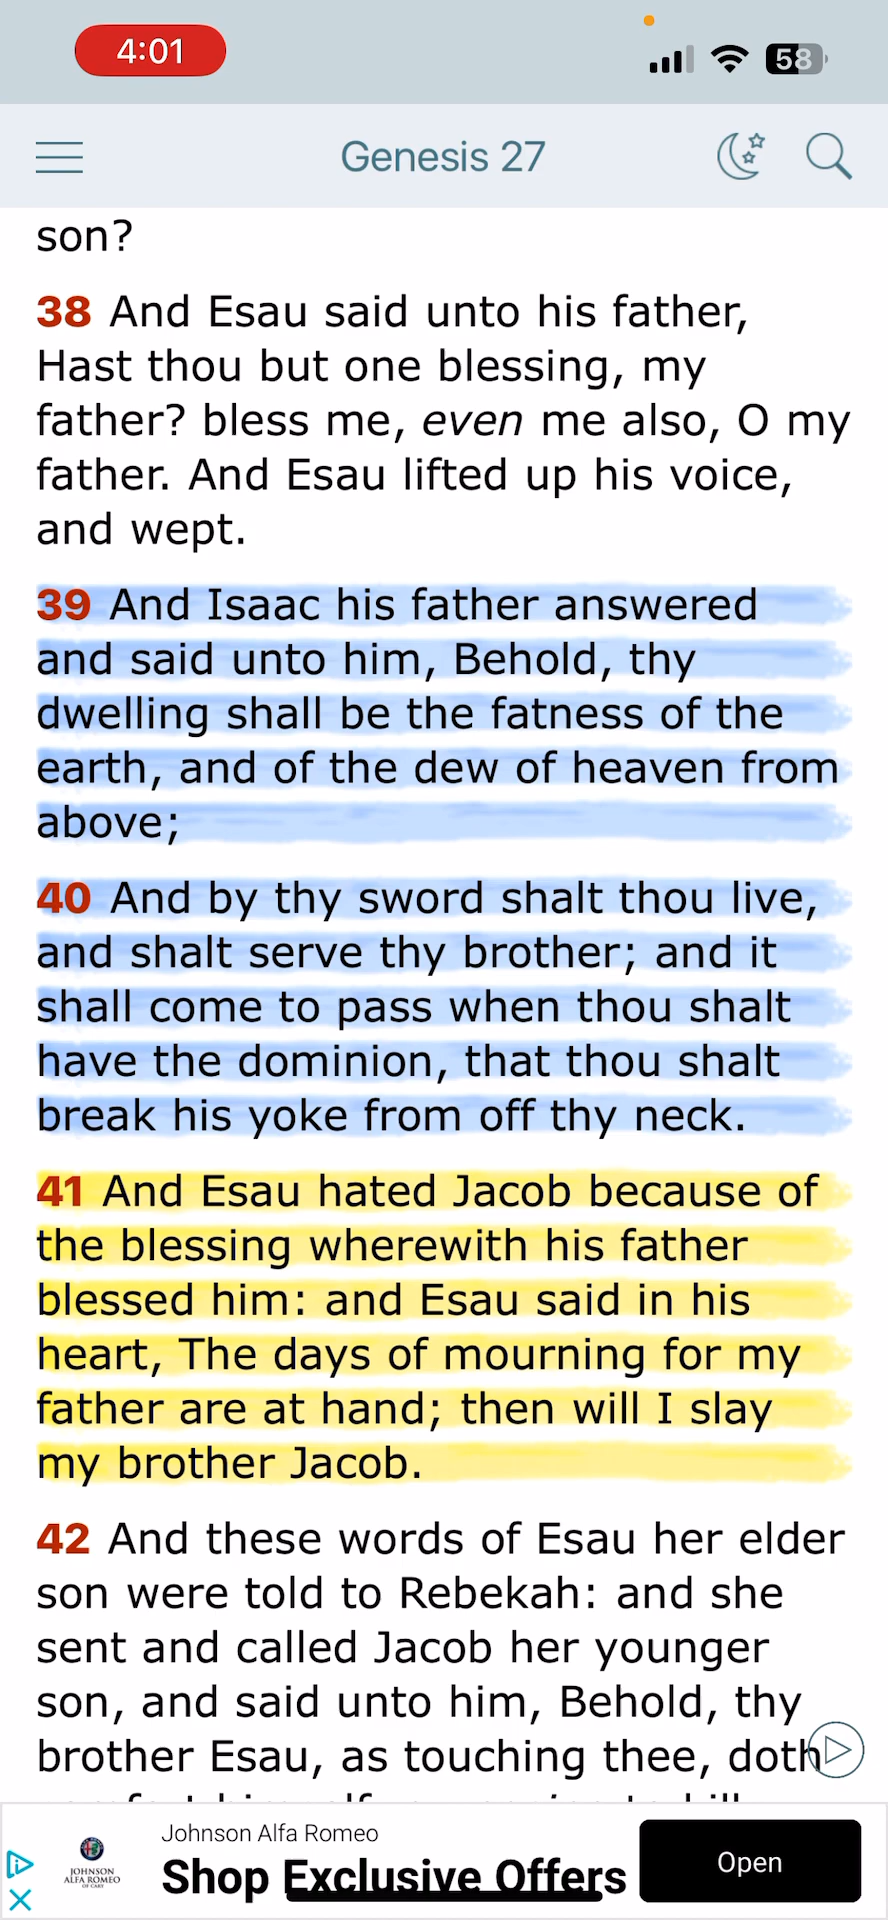 4:01
58
Genesis 27
son?
38 And Esau said unto his father,
Hast thou but one blessing, my
father? bless me, even me also, O my
father. And Esau lifted up his voice,
and wept.
39 And Isaac his father answered
and said unto him, Behold, thy
dwelling shall be the fatness of the
earth, and of the dew of heaven from
above;
40 And by thy sword shalt thou live,
and shalt serve thy brother; and it
shall come to pass when thou shalt
have the dominion, that thou shalt
break his yoke from off thy neck.
41 And Esau hated Jacob because of
the blessing wherewith his father
blessed him: and Esau said in his
heart, The days of mourning for my
father are at hand; then will I slay
my brother Jacob.
42 And these words of Esau her elder
son were told to Rebekah: and she
sent and called Jacob her younger
son, and said unto him, Behold, thy
brother Esau, as touching thee, doth
Johnson Alfa Romeo
Shop Exclusive Offers
Open
JOHNSON
ALFA ROMEO
OF CARY